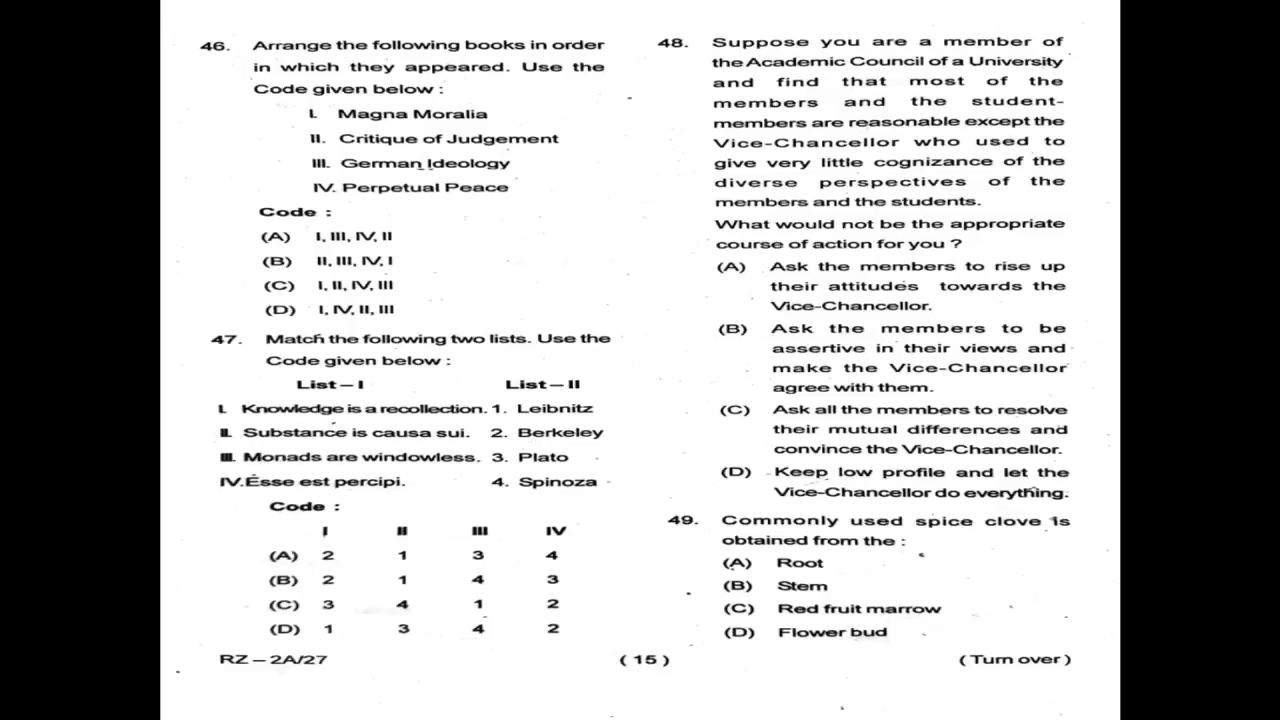 46. Arrange the following books in order
in which they appeared. Use the
Code given below :
I. Magna Moralia
II. Critique of Judgement
III. German Ideology
IV. Perpetual Peace
Code :
(A) I, III, IV, II
(B) II, III, IV, I
(C) I, II, IV, III
(D) I, IV, II, III
47. Match the following two lists. Use the
Code given below :
List – I List – II
I. Knowledge is a recollection. 1. Leibnitz
II. Substance is causa sui. 2. Berkeley
III. Monads are windowless. 3. Plato
IV. Esse est percipi. 4. Spinoza
Code :
I II III IV
(A) 2 1 3 4
(B) 2 1 4 3
(C) 3 4 1 2
(D) 1 3 4 2
48. Suppose you are a member of
the Academic Council of a University
and find that most of the
members and the student-
members are reasonable except the
Vice-Chancellor who used to
give very little cognizance of the
diverse perspectives of the
members and the students.
What would not be the appropriate
course of action for you ?
(A) Ask the members to rise up
their attitudes towards the
Vice-Chancellor.
(B) Ask the members to be
assertive in their views and
make the Vice-Chancellor
agree with them.
(C) Ask all the members to resolve
their mutual differences and
convince the Vice-Chancellor.
(D) Keep low profile and let the
Vice-Chancellor do everything.
49. Commonly used spice clove is
obtained from the :
(A) Root
(B) Stem
(C) Red fruit marrow
(D) Flower bud
RZ – 2A/27 ( 15 ) ( Turn over )